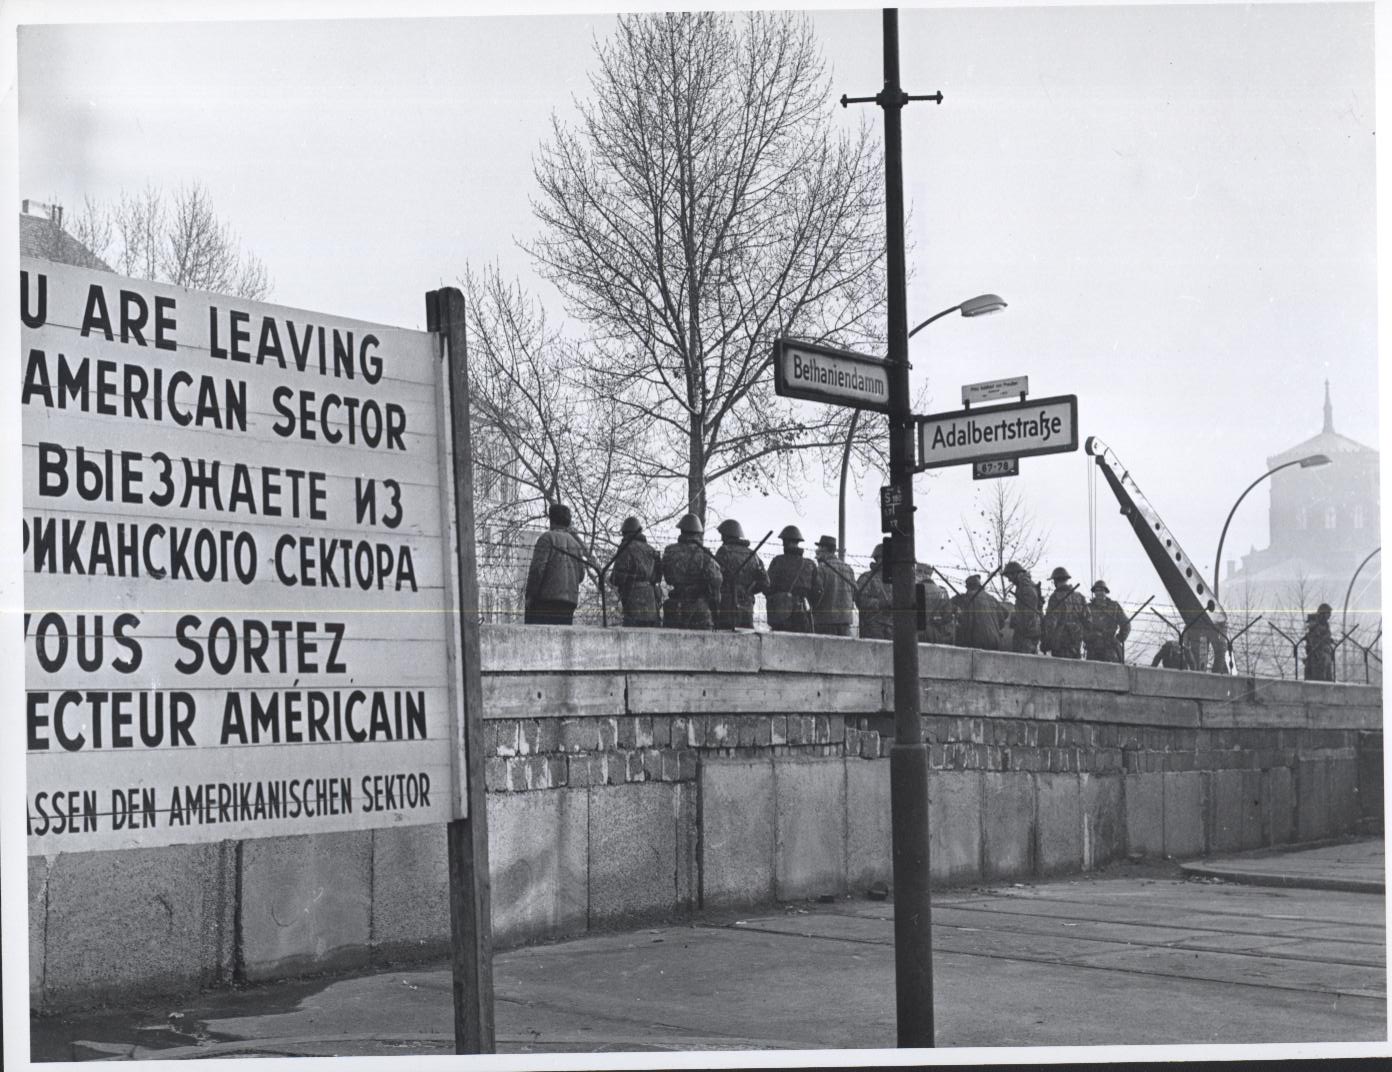 U ARE LEAVING
AMERICAN SECTOR
ВЫЕЗЖАЕТЕ ИЗ
РИКАНСКОГО СЕКТОРА
VOUS SORTEZ
ECTEUR AMÉRICAIN
ASSEN DEN AMERIKANISCHEN SEKTOR
Bethaniendamm
Adalbertstraße
67-78